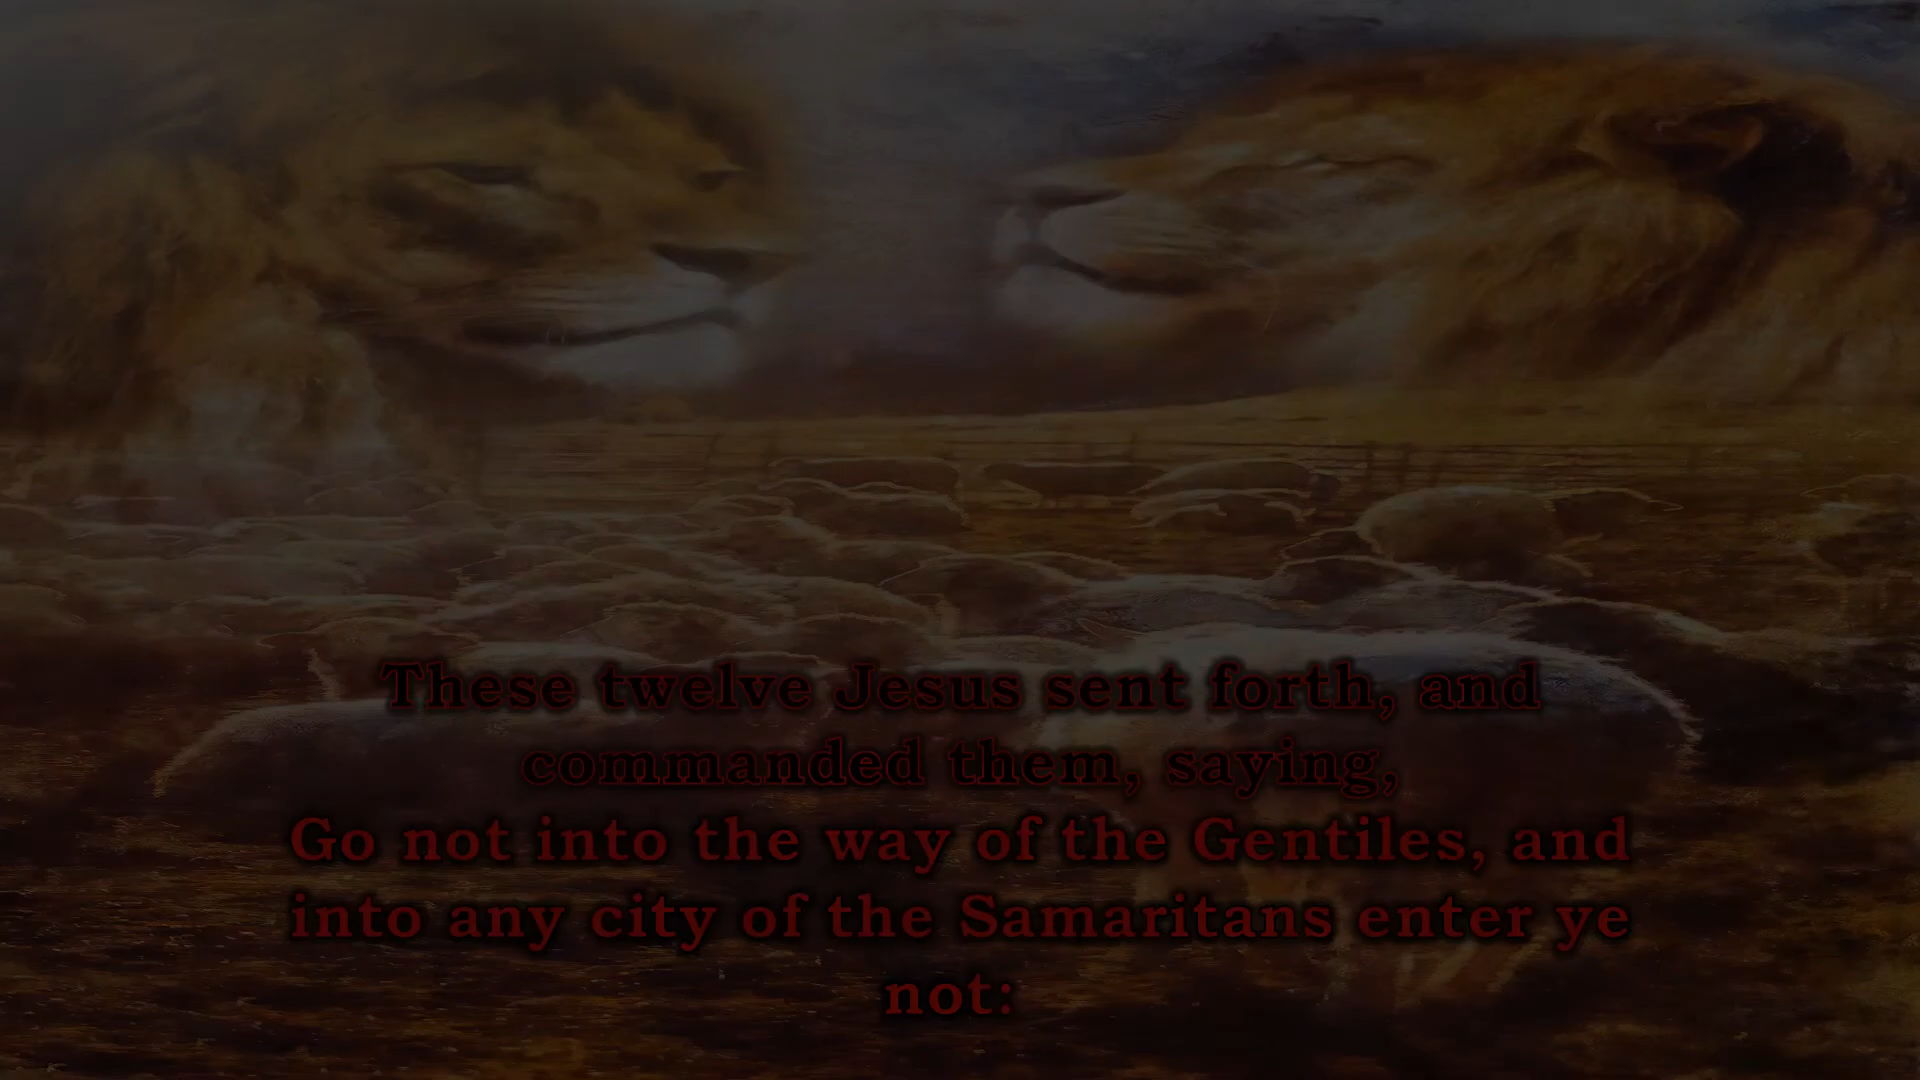 These twelve Jesus sent forth, and
commanded them, saying,
Go not into the way of the Gentiles, and
into any city of the Samaritans enter ye
not: